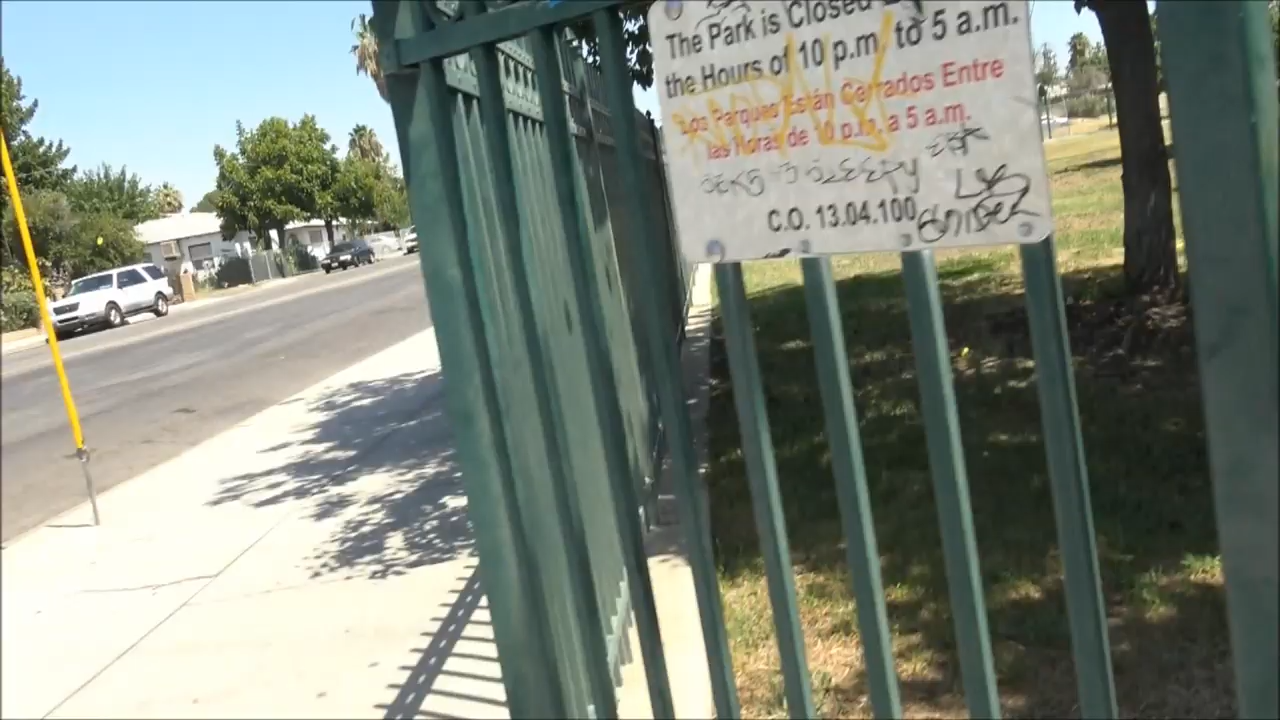 The Park is Closed
the Hours of 10 p.m. to 5 a.m.
Los Parques Están Cerrados Entre
las Horas de 10 p.m. a 5 a.m.
C.O. 13.04.100